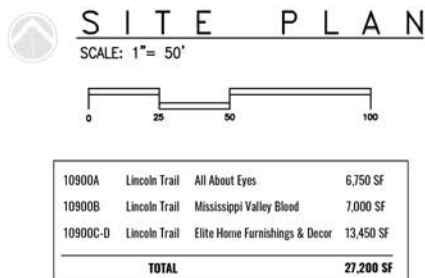 SITE PLAN
SCALE: 1"= 50'
0 25 50 100
10900A Lincoln Trail All About Eyes 6,750 SF
10900B Lincoln Trail Mississippi Valley Blood 7,000 SF
10900C-D Lincoln Trail Elite Home Furnishings & Decor 13,450 SF
TOTAL 27,200 SF